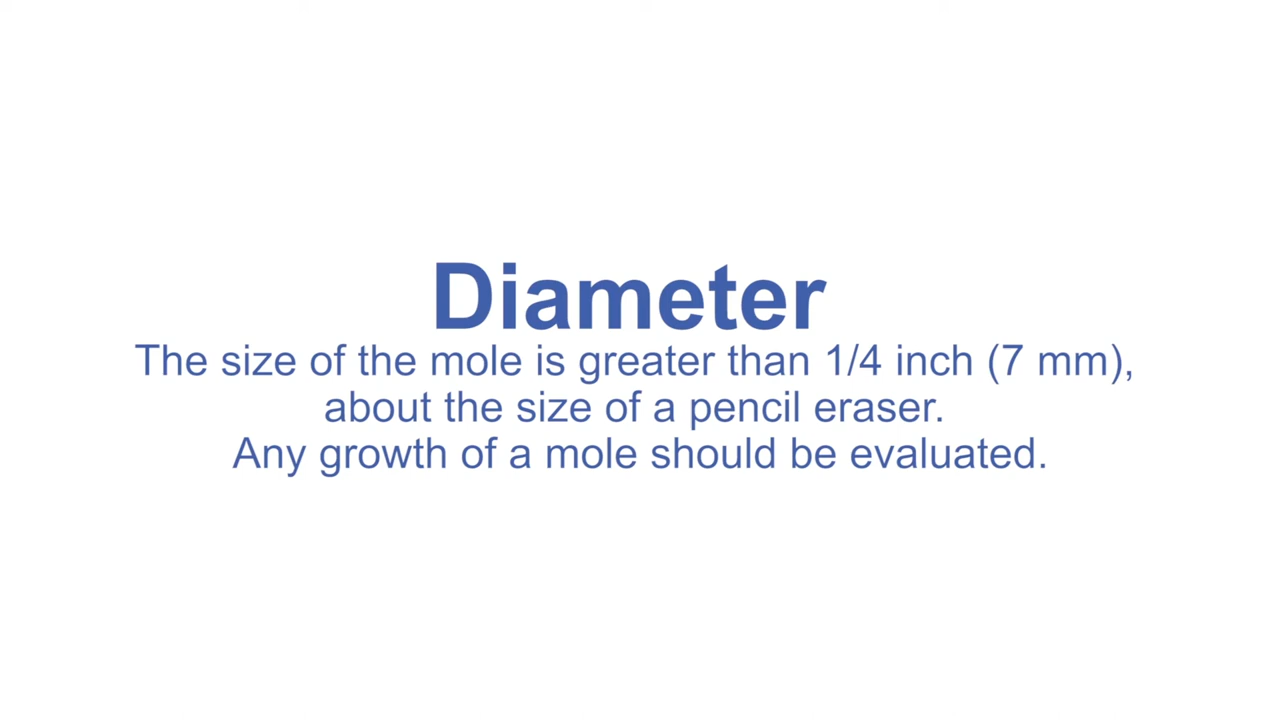 Diameter
The size of the mole is greater than 1/4 inch (7 mm),
about the size of a pencil eraser.
Any growth of a mole should be evaluated.